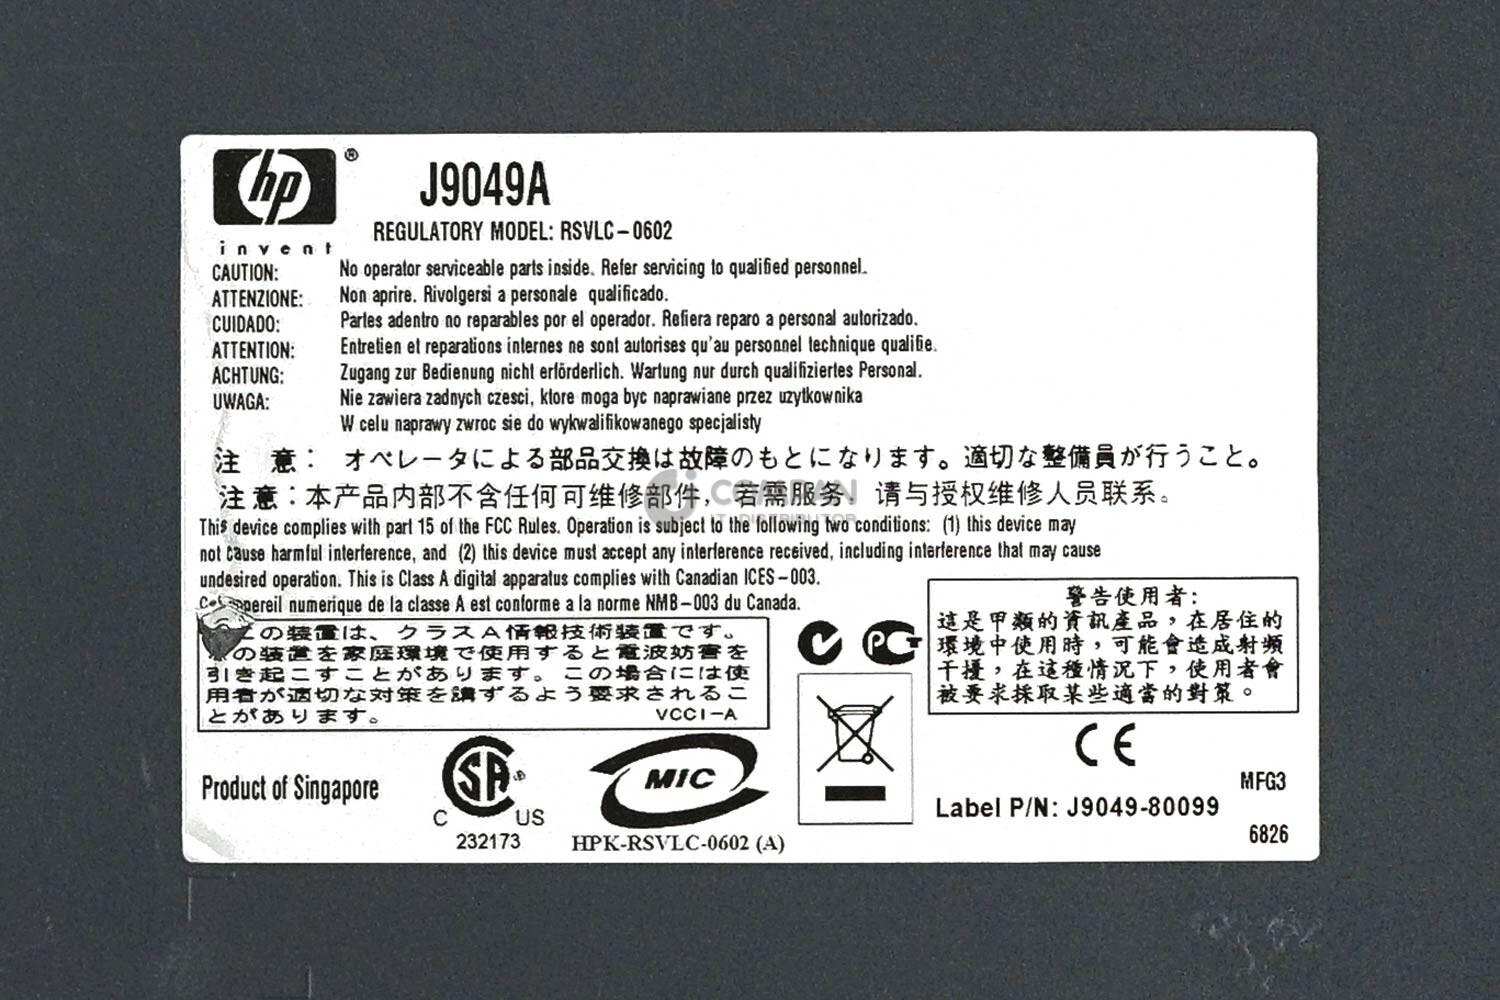 hp ®
invent
J9049A
REGULATORY MODEL: RSVLC-0602
CAUTION: No operator serviceable parts inside. Refer servicing to qualified personnel.
ATTENZIONE: Non aprire. Rivolgersi a personale qualificado.
CUIDADO: Partes adentro no reparables por el operador. Refiera reparo a personal autorizado.
ATTENTION: Entretien et reparations internes ne sont autorises qu'au personnel technique qualifie.
ACHTUNG: Zugang zur Bedienung nicht erförderlich. Wartung nur durch qualifiziertes Personal.
UWAGA: Nie zawiera zadnych czesci, ktore moga byc naprawiane przez uzytkownika
W celu naprawy zwroc sie do wykwalifikowanego specjalisty
注 意： オペレータによる部品交換は故障のもとになります。適切な整備員が行うこと。
注意：本产品内部不含任何可维修部件，若需服务，请与授权维修人员联系。
COMPAN
IT DISTRIBUTOR
This device complies with part 15 of the FCC Rules. Operation is subject to the following two conditions: (1) this device may
not cause harmful interference, and (2) this device must accept any interference received, including interference that may cause
undesired operation. This is Class A digital apparatus complies with Canadian ICES-003.
numerique de la classe A est conforme a la norme NMB-003 du Canada.
の装置は、クラスA情報技術装置です。
の装置を家庭環境で使用すると電波妨害を
引き起こすことがあります。この場合には使
用者が適切な対策を講ずるよう要求されるこ
とがあります。 VCCI-A
警告使用者:
這是甲類的資訊產品，在居住的
環境中使用時，可能會造成射頻
干擾，在這種情況下，使用者會
被要求採取某些適當的對策。
Product of Singapore
SA ®
C US
232173
MIC
HPK-RSVLC-0602 (A)
CE
MFG3
Label P/N: J9049-80099
6826